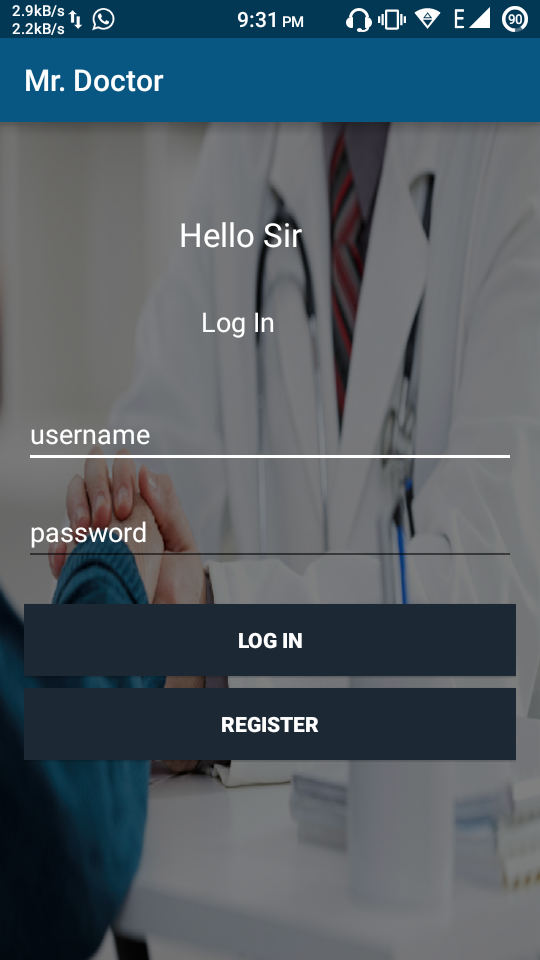 2.9kB/s
2.2kB/s
9:31 PM
E
90
Mr. Doctor
Hello Sir
Log In
username
password
LOG IN
REGISTER